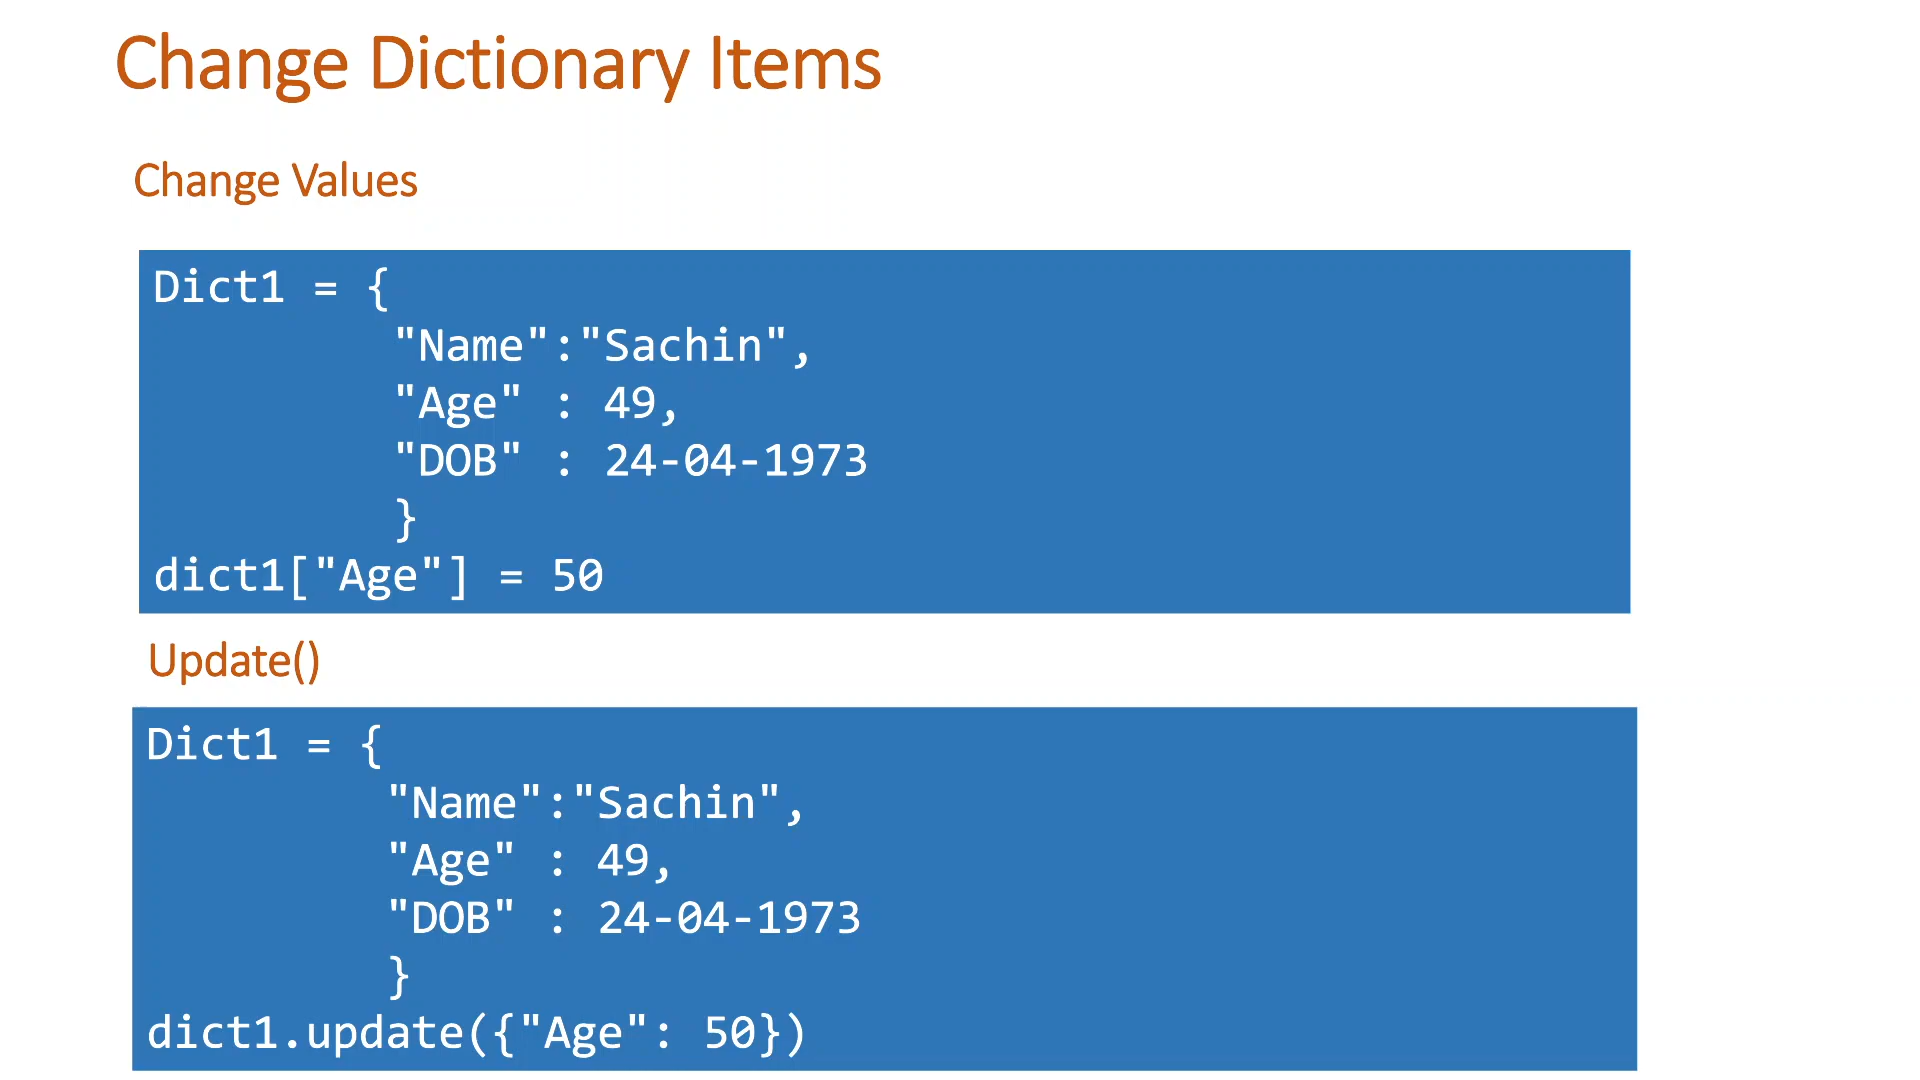 Change Dictionary Items
Change Values
Dict1 = {
"Name":"Sachin",
"Age" : 49,
"DOB" : 24-04-1973
}
dict1["Age"] = 50
Update()
Dict1 = {
"Name":"Sachin",
"Age" : 49,
"DOB" : 24-04-1973
}
dict1.update({"Age": 50})